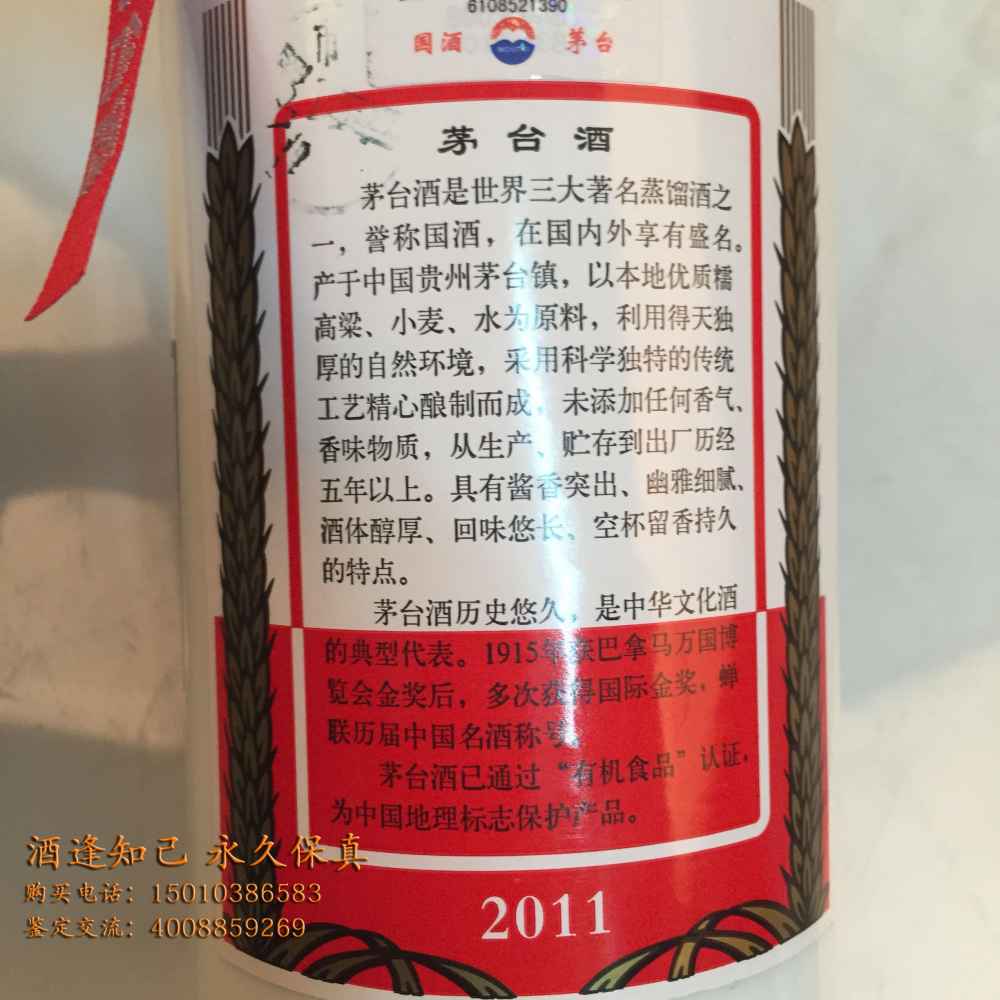 6108521390
国酒 MOUTAI 茅台
茅台酒
茅台酒是世界三大著名蒸馏酒之
一，誉称国酒，在国内外享有盛名。
产于中国贵州茅台镇，以本地优质糯
高粱、小麦、水为原料，利用得天独
厚的自然环境，采用科学独特的传统
工艺精心酿制而成，未添加任何香气、
香味物质，从生产、贮存到出厂历经
五年以上。具有酱香突出、幽雅细腻、
酒体醇厚、回味悠长、空杯留香持久
的特点。
茅台酒历史悠久，是中华文化酒
的典型代表。1915年获巴拿马万国博
览会金奖后，多次获得国际金奖，蝉
联历届中国名酒称号。
茅台酒已通过“有机食品”认证，
为中国地理标志保护产品。
2011
酒逢知己 永久保真
购买电话：15010386583
鉴定交流：4008859269